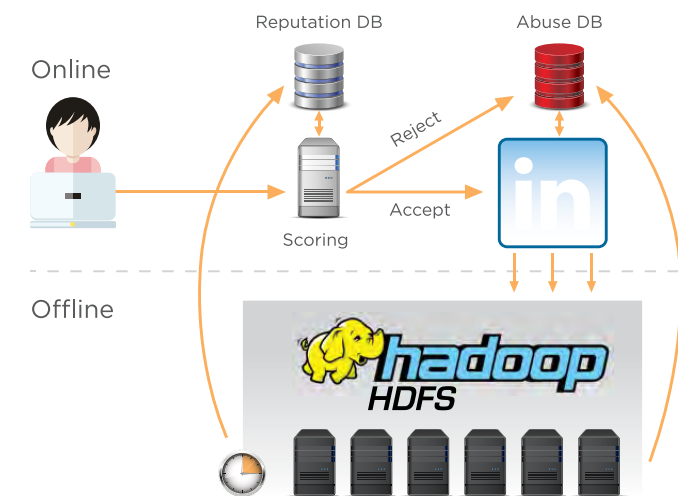 Reputation DB
Abuse DB
Online
Reject
in
Accept
Scoring
Offline
hadoop
HDFS